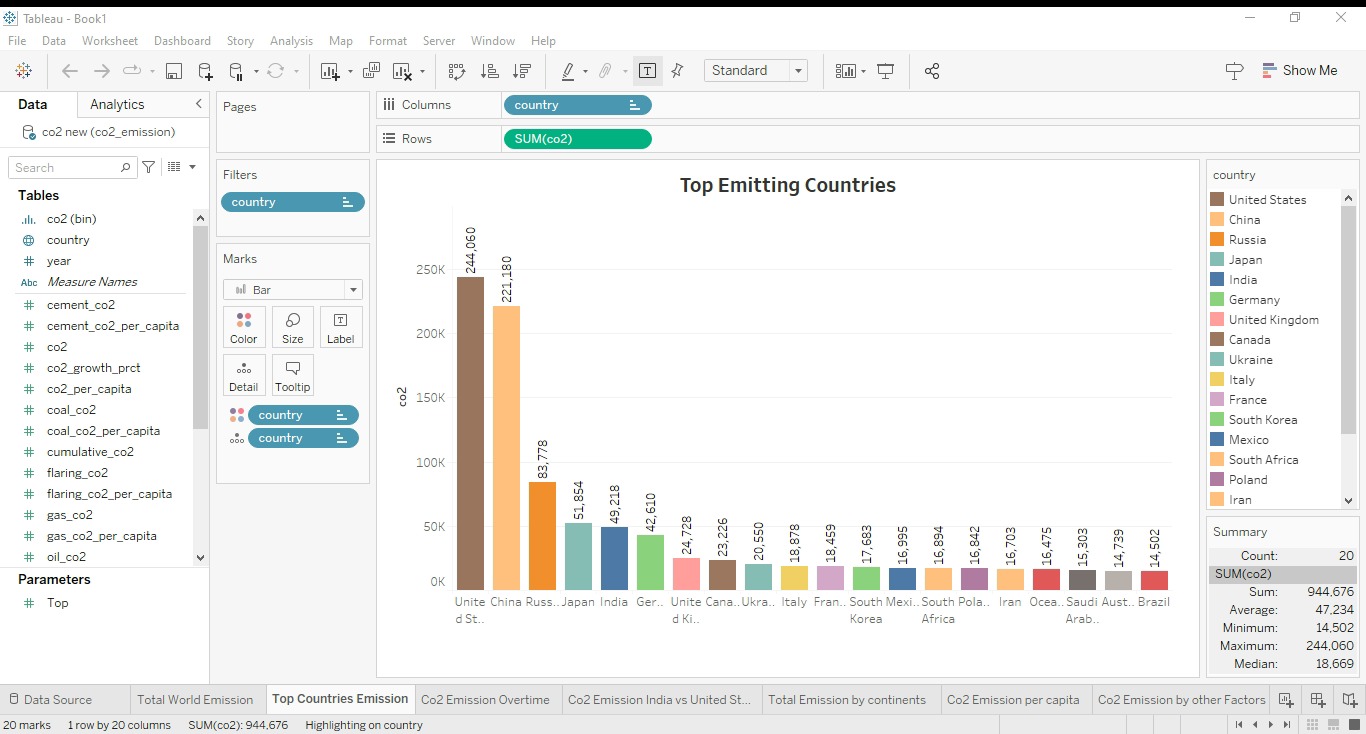 Tableau - Book1
File Data Worksheet Dashboard Story Analysis Map Format Server Window Help
Standard
Show Me
Data Analytics
co2 new (co2_emission)
Search
Tables
co2 (bin)
country
year
Abc Measure Names
cement_co2
cement_co2_per_capita
co2
co2_growth_prct
co2_per_capita
coal_co2
coal_co2_per_capita
cumulative_co2
flaring_co2
flaring_co2_per_capita
gas_co2
gas_co2_per_capita
oil_co2
Parameters
Top
Pages
Filters
country
Marks
Bar
Color Size Label
Detail Tooltip
country
country
Columns country
Rows SUM(co2)
Top Emitting Countries
co2
250K
200K
150K
100K
50K
0K
244,060
221,180
83,778
51,854
49,218
42,610
24,728
23,226
20,550
18,878
18,459
17,683
16,995
16,894
16,842
16,703
16,475
15,303
14,739
14,502
Unite China Russ.. Japan India Ger.. Unite Cana.. Ukra.. Italy Fran.. South Mexi.. South Pola.. Iran Ocea.. Saudi Aust.. Brazil
d St.. d Ki.. Korea Africa Arab..
country
United States
China
Russia
Japan
India
Germany
United Kingdom
Canada
Ukraine
Italy
France
South Korea
Mexico
South Africa
Poland
Iran
Summary
Count: 20
SUM(co2)
Sum: 944,676
Average: 47,234
Minimum: 14,502
Maximum: 244,060
Median: 18,669
Data Source Total World Emission Top Countries Emission Co2 Emission Overtime Co2 Emission India vs United St... Total Emission by continents Co2 Emission per capita Co2 Emission by other Factors
20 marks 1 row by 20 columns SUM(co2): 944,676 Highlighting on country